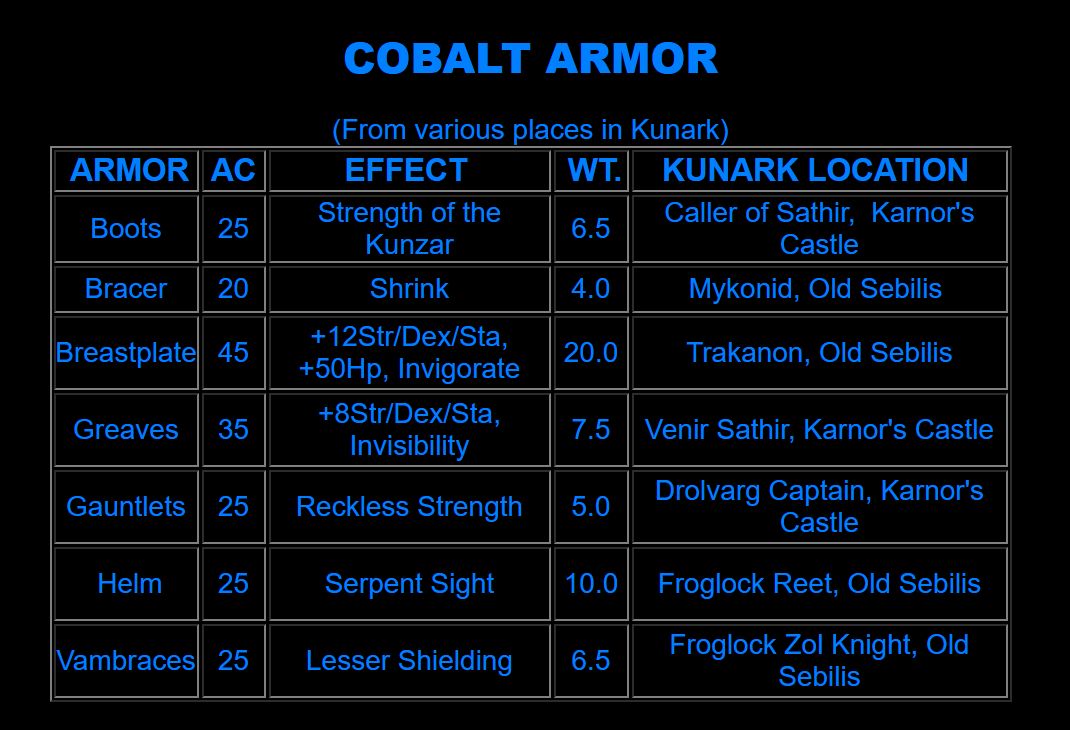 COBALT ARMOR
(From various places in Kunark)
ARMOR AC EFFECT WT. KUNARK LOCATION
Boots 25 Strength of the Kunzar 6.5 Caller of Sathir, Karnor's Castle
Bracer 20 Shrink 4.0 Mykonid, Old Sebilis
Breastplate 45 +12Str/Dex/Sta, +50Hp, Invigorate 20.0 Trakanon, Old Sebilis
Greaves 35 +8Str/Dex/Sta, Invisibility 7.5 Venir Sathir, Karnor's Castle
Gauntlets 25 Reckless Strength 5.0 Drolvarg Captain, Karnor's Castle
Helm 25 Serpent Sight 10.0 Froglock Reet, Old Sebilis
Vambraces 25 Lesser Shielding 6.5 Froglock Zol Knight, Old Sebilis